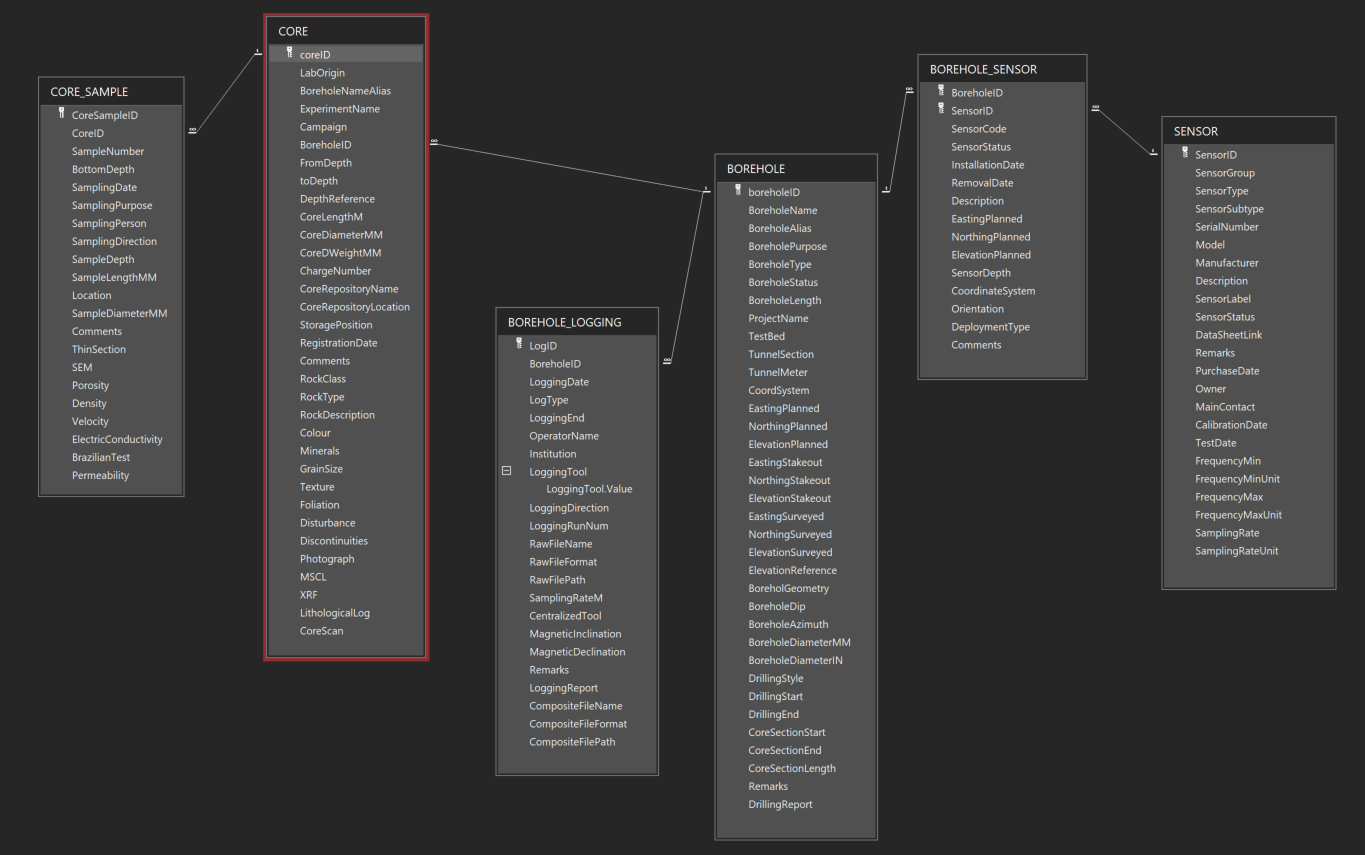 CORE_SAMPLE
CoreSampleID
CoreID
SampleNumber
BottomDepth
SamplingDate
SamplingPurpose
SamplingPerson
SamplingDirection
SampleDepth
SampleLengthMM
Location
SampleDiameterMM
Comments
ThinSection
SEM
Porosity
Density
Velocity
ElectricConductivity
BrazilianTest
Permeability
1
∞
CORE
coreID
LabOrigin
BoreholeNameAlias
ExperimentName
Campaign
BoreholeID
FromDepth
toDepth
DepthReference
CoreLengthM
CoreDiameterMM
CoreDWeightMM
ChargeNumber
CoreRepositoryName
CoreRepositoryLocation
StoragePosition
RegistrationDate
Comments
RockClass
RockType
RockDescription
Colour
Minerals
GrainSize
Texture
Foliation
Disturbance
Discontinuities
Photograph
MSCL
XRF
LithologicalLog
CoreScan
∞
1
BOREHOLE_LOGGING
LogID
BoreholeID
LoggingDate
LogType
LoggingEnd
OperatorName
Institution
LoggingTool
LoggingTool.Value
LoggingDirection
LoggingRunNum
RawFileName
RawFileFormat
RawFilePath
SamplingRateM
CentralizedTool
MagneticInclination
MagneticDeclination
Remarks
LoggingReport
CompositeFileName
CompositeFileFormat
CompositeFilePath
∞
BOREHOLE
boreholeID
BoreholeName
BoreholeAlias
BoreholePurpose
BoreholeType
BoreholeStatus
BoreholeLength
ProjectName
TestBed
TunnelSection
TunnelMeter
CoordSystem
EastingPlanned
NorthingPlanned
ElevationPlanned
EastingStakeout
NorthingStakeout
ElevationStakeout
EastingSurveyed
NorthingSurveyed
ElevationSurveyed
ElevationReference
BoreholGeometry
BoreholeDip
BoreholeAzimuth
BoreholeDiameterMM
BoreholeDiameterIN
DrillingStyle
DrillingStart
DrillingEnd
CoreSectionStart
CoreSectionEnd
CoreSectionLength
Remarks
DrillingReport
1
∞
BOREHOLE_SENSOR
BoreholeID
SensorID
SensorCode
SensorStatus
InstallationDate
RemovalDate
Description
EastingPlanned
NorthingPlanned
ElevationPlanned
SensorDepth
CoordinateSystem
Orientation
DeploymentType
Comments
∞
1
SENSOR
SensorID
SensorGroup
SensorType
SensorSubtype
SerialNumber
Model
Manufacturer
Description
SensorLabel
SensorStatus
DataSheetLink
Remarks
PurchaseDate
Owner
MainContact
CalibrationDate
TestDate
FrequencyMin
FrequencyMinUnit
FrequencyMax
FrequencyMaxUnit
SamplingRate
SamplingRateUnit